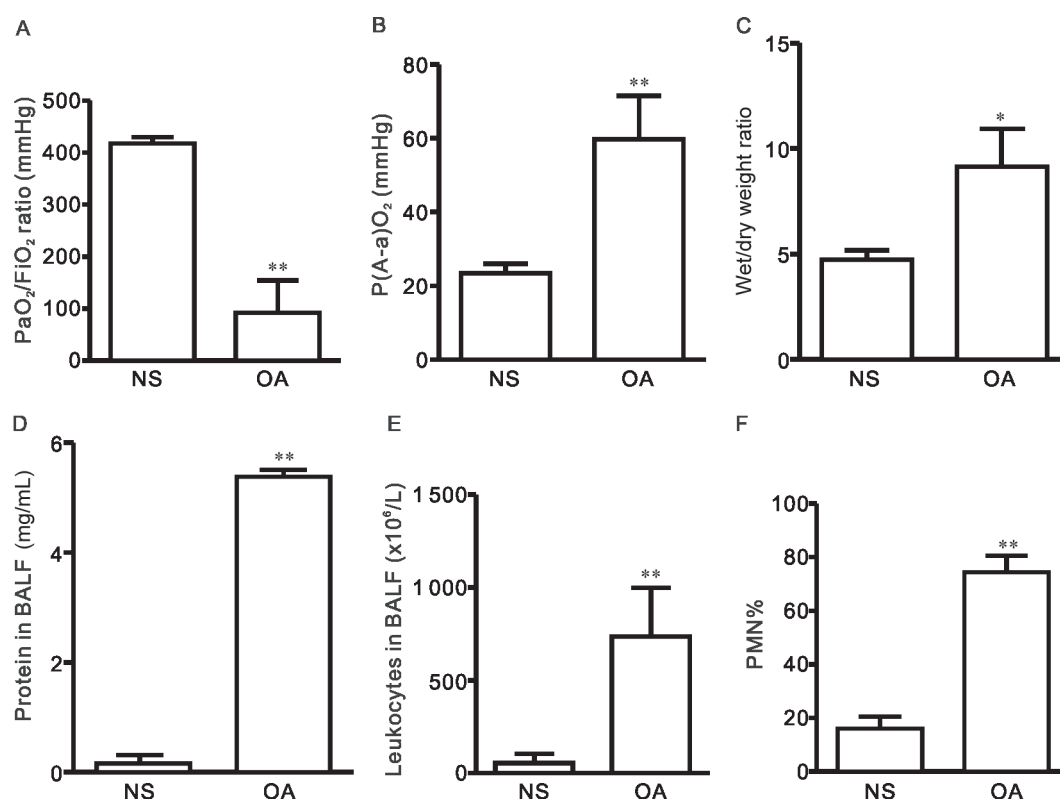 A
PaO₂/FiO₂ ratio (mmHg)
500
400
300
200
100
0
**
NS OA
B
P(A-a)O₂ (mmHg)
80
60
40
20
0
**
NS OA
C
Wet/dry weight ratio
15
10
5
0
*
NS OA
D
Protein in BALF (mg/mL)
6
4
2
0
**
NS OA
E
Leukocytes in BALF (x10⁶/L)
1 500
1 000
500
0
**
NS OA
F
PMN%
100
80
60
40
20
0
**
NS OA